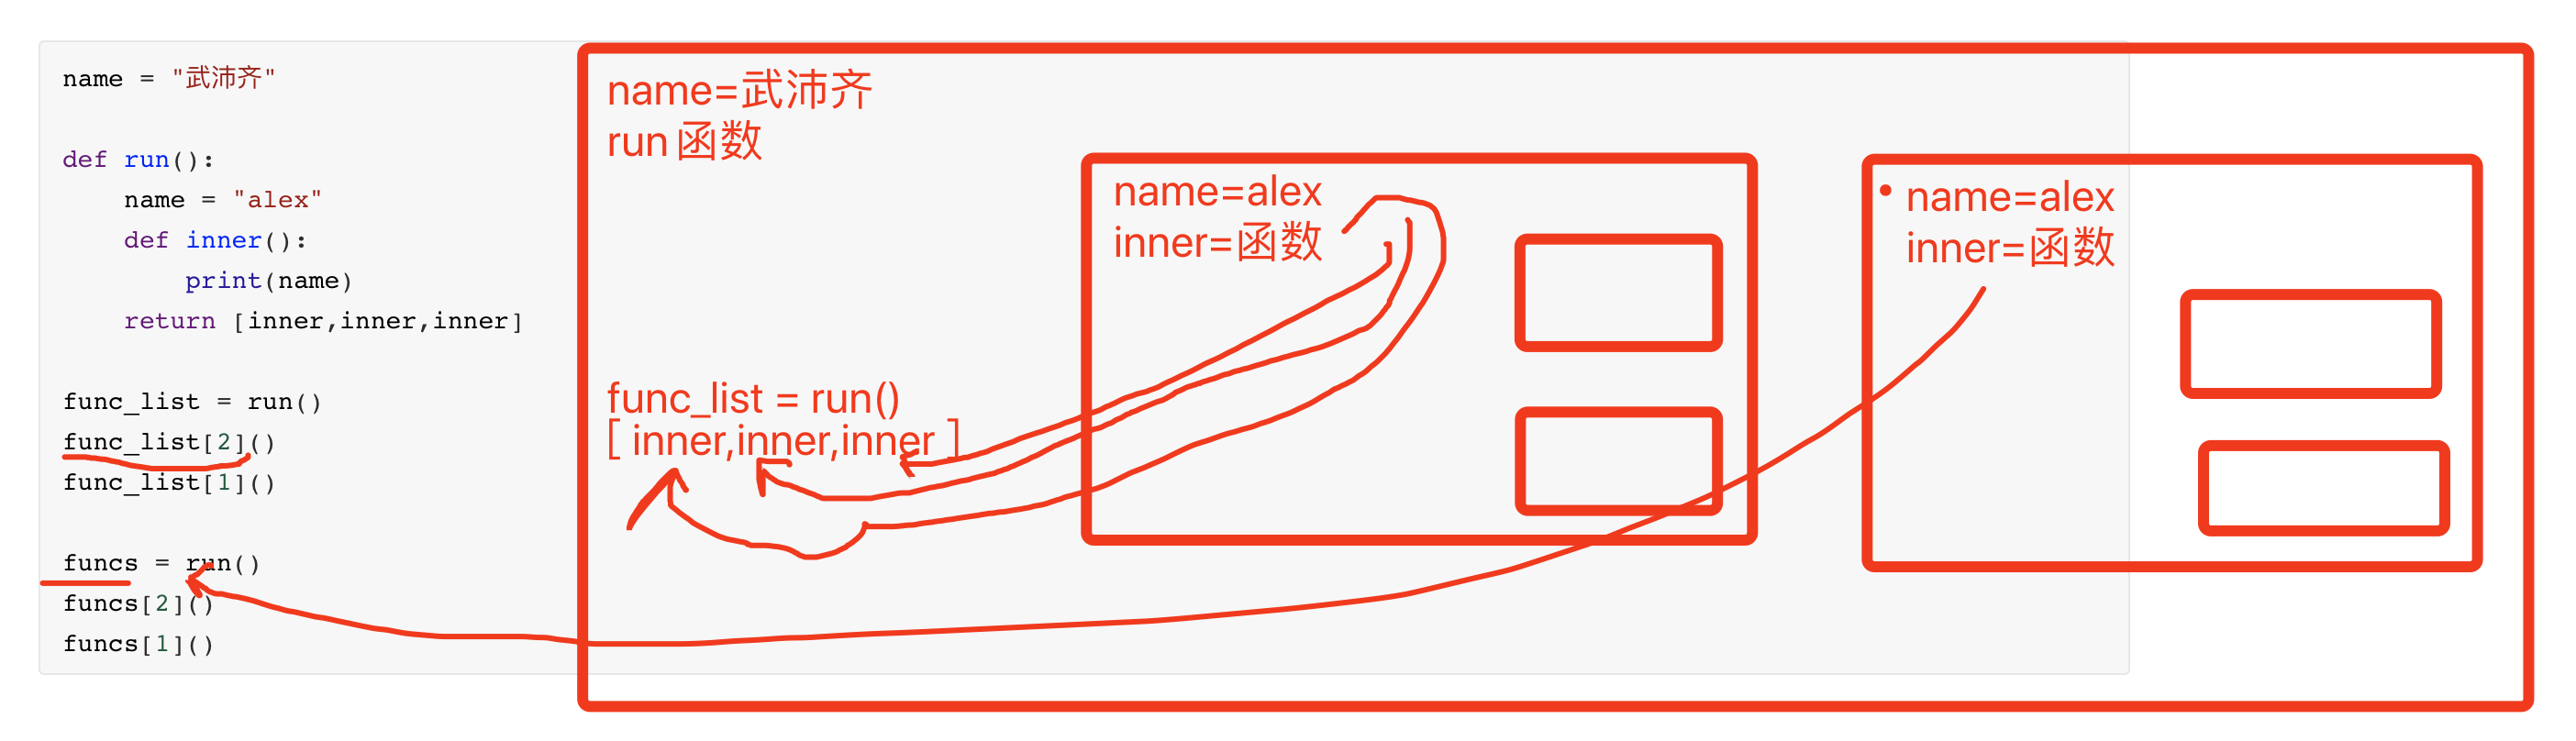 name = "武沛齐"
def run():
name = "alex"
def inner():
print(name)
return [inner,inner,inner]
func_list = run()
func_list[2]()
func_list[1]()
funcs = run()
funcs[2]()
funcs[1]()
name=武沛齐
run 函数
func_list = run()
[ inner,inner,inner ]
name=alex
inner=函数
name=alex
inner=函数